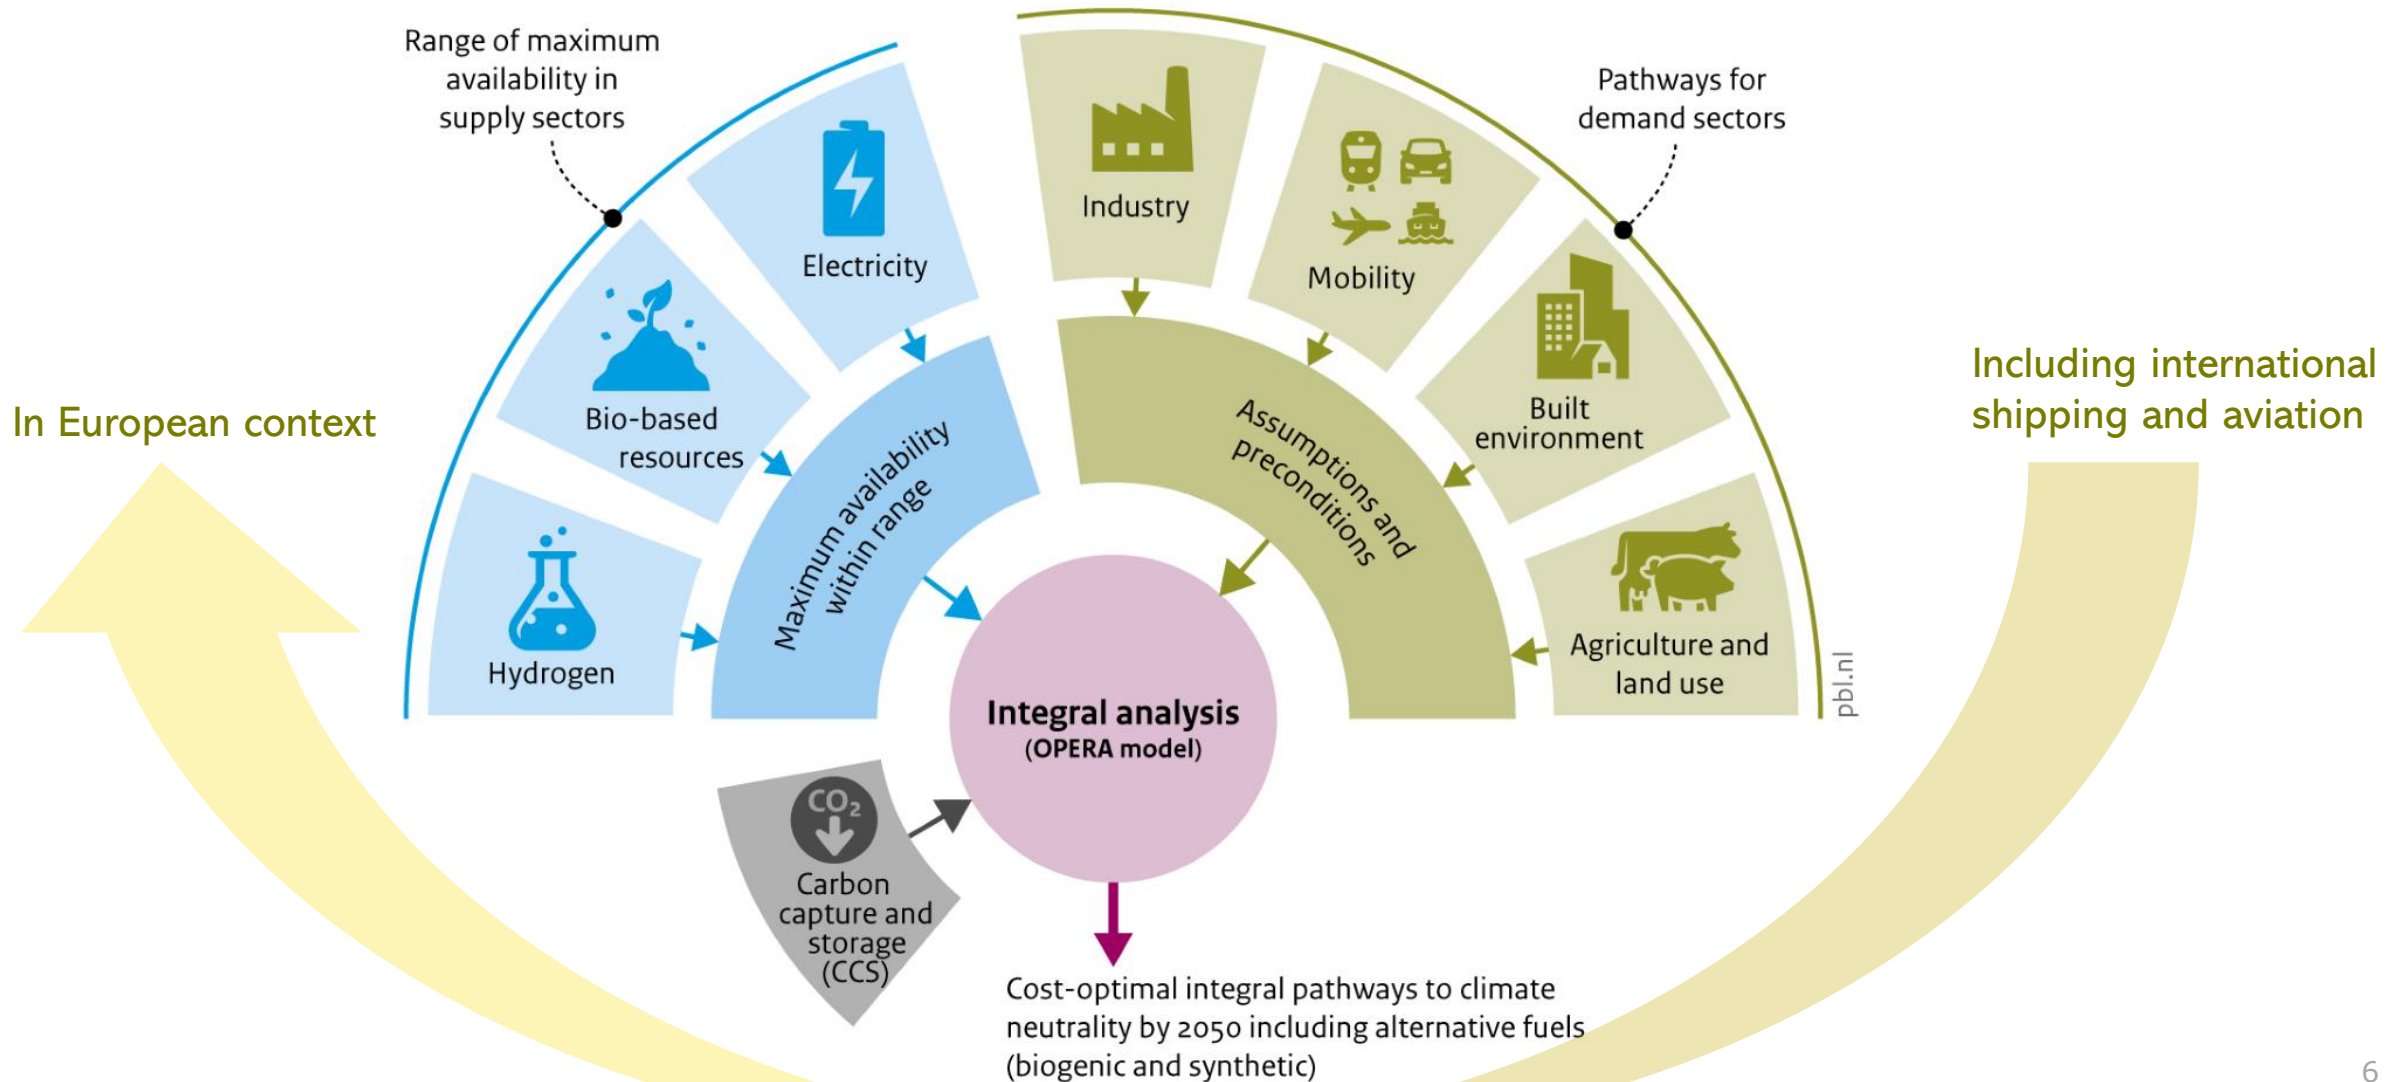 Range of maximum
availability in
supply sectors
Pathways for
demand sectors
Electricity
Industry
Mobility
Bio-based
resources
Built
environment
Hydrogen
Agriculture and
land use
Maximum availability
within range
Assumptions and
preconditions
In European context
Including international
shipping and aviation
Integral analysis
(OPERA model)
CO₂
Carbon
capture and
storage
(CCS)
Cost-optimal integral pathways to climate
neutrality by 2050 including alternative fuels
(biogenic and synthetic)
pbl.nl
6